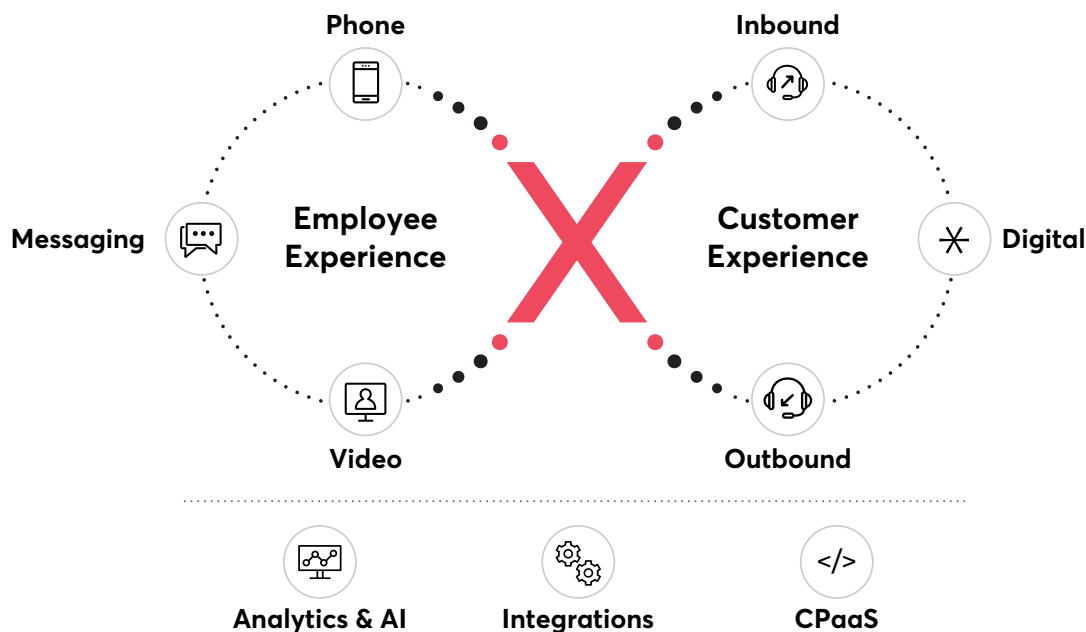 Phone
Inbound
Messaging
Employee
Experience
X
Customer
Experience
Digital
Video
Outbound
</>
Analytics & AI
Integrations
CPaaS